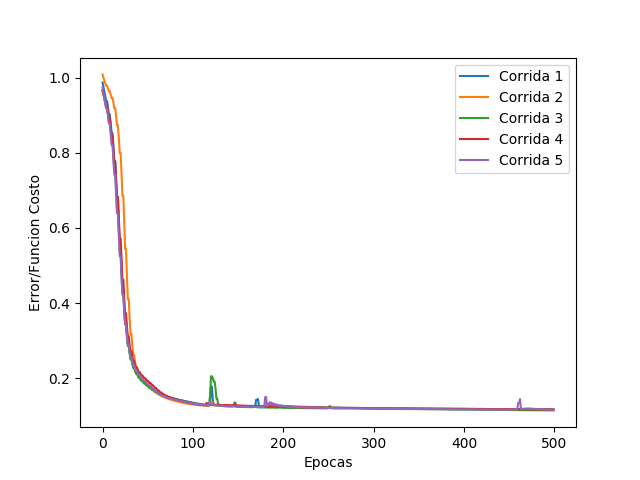 1.0
0.8
0.6
0.4
0.2
Error/Funcion Costo
Corrida 1
Corrida 2
Corrida 3
Corrida 4
Corrida 5
0 100 200 300 400 500
Epocas